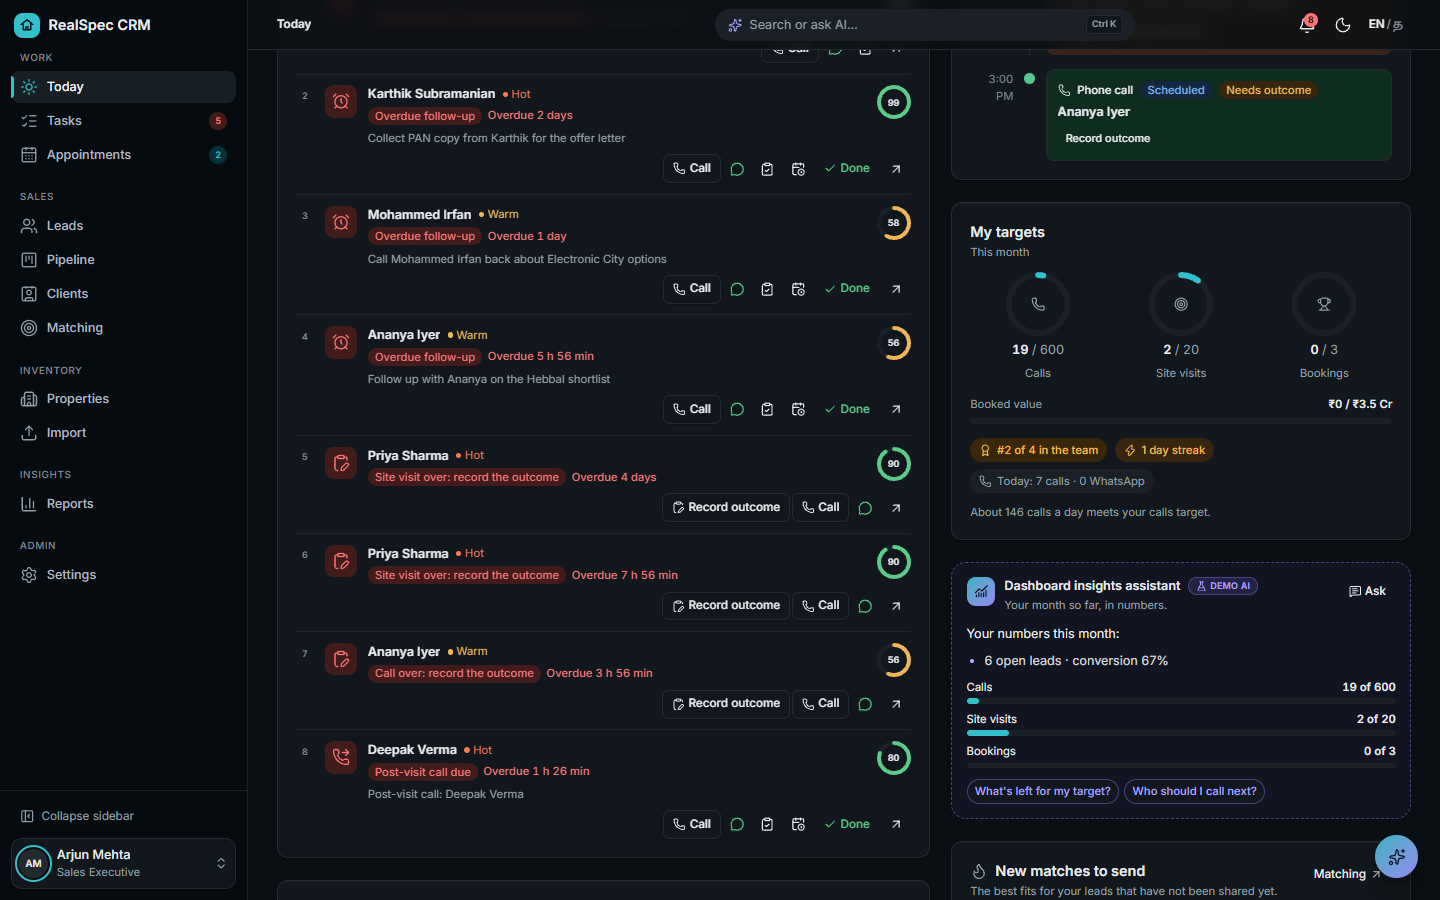 RealSpec CRM
WORK
Today
Tasks
5
Appointments
2
SALES
Leads
Pipeline
Clients
Matching
INVENTORY
Properties
Import
INSIGHTS
Reports
ADMIN
Settings
Collapse sidebar
AM
Arjun Mehta
Sales Executive
Today
Search or ask AI...
Ctrl K
8
EN / த
Call
2
Karthik Subramanian
Hot
99
Overdue follow-up
Overdue 2 days
Collect PAN copy from Karthik for the offer letter
Call
Done
3
Mohammed Irfan
Warm
58
Overdue follow-up
Overdue 1 day
Call Mohammed Irfan back about Electronic City options
Call
Done
4
Ananya Iyer
Warm
56
Overdue follow-up
Overdue 5 h 56 min
Follow up with Ananya on the Hebbal shortlist
Call
Done
5
Priya Sharma
Hot
90
Site visit over: record the outcome
Overdue 4 days
Record outcome
Call
6
Priya Sharma
Hot
90
Site visit over: record the outcome
Overdue 7 h 56 min
Record outcome
Call
7
Ananya Iyer
Warm
56
Call over: record the outcome
Overdue 3 h 56 min
Record outcome
Call
8
Deepak Verma
Hot
80
Post-visit call due
Overdue 1 h 26 min
Post-visit call: Deepak Verma
Call
Done
3:00
PM
Phone call
Scheduled
Needs outcome
Ananya Iyer
Record outcome
My targets
This month
19 / 600
Calls
2 / 20
Site visits
0 / 3
Bookings
Booked value
₹0 / ₹3.5 Cr
#2 of 4 in the team
1 day streak
Today: 7 calls · 0 WhatsApp
About 146 calls a day meets your calls target.
Dashboard insights assistant
DEMO AI
Ask
Your month so far, in numbers.
Your numbers this month:
• 6 open leads · conversion 67%
Calls
19 of 600
Site visits
2 of 20
Bookings
0 of 3
What's left for my target?
Who should I call next?
New matches to send
Matching
The best fits for your leads that have not been shared yet.